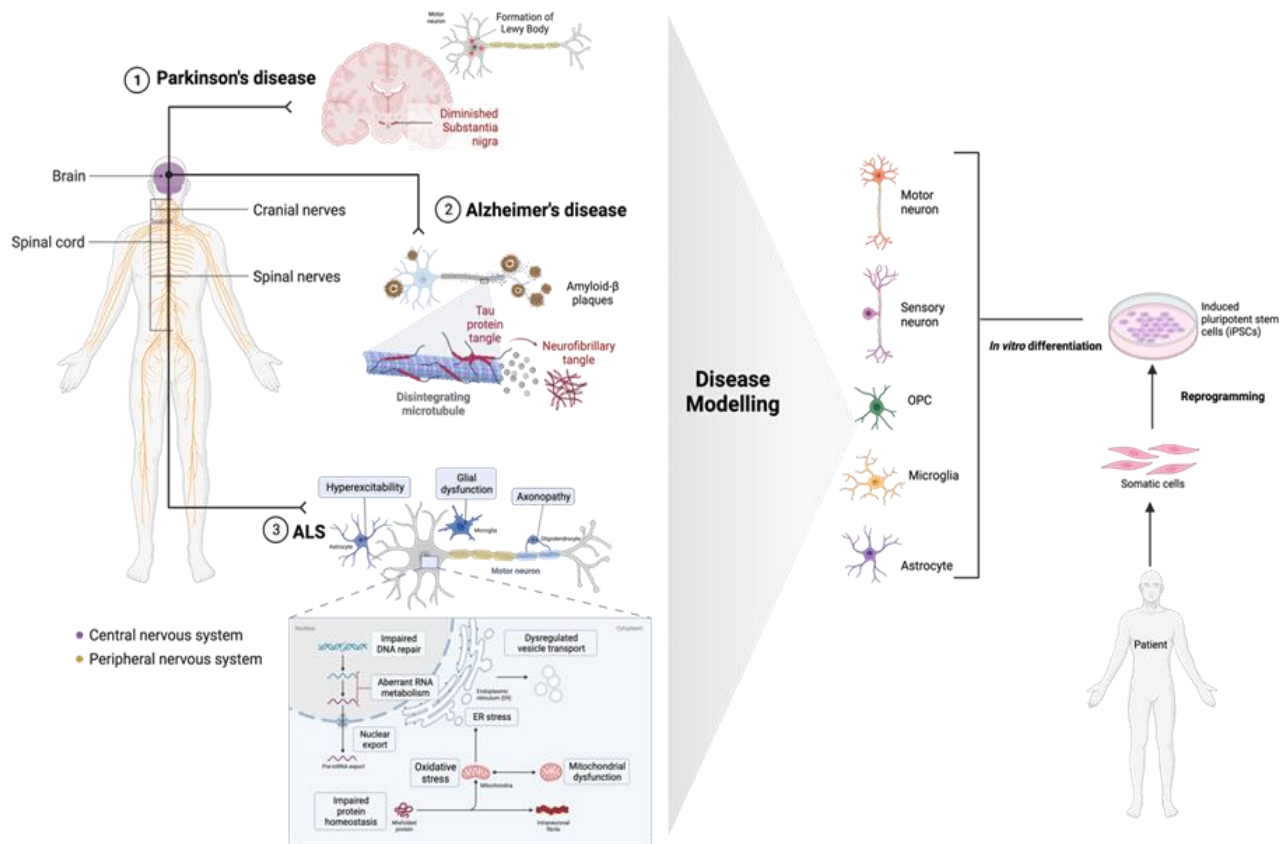 Motor
neuron
Formation of
Lewy Body
1 Parkinson's disease
Diminished
Substantia
nigra
Brain
Cranial nerves
Spinal cord
Spinal nerves
2 Alzheimer's disease
Amyloid-β
plaques
Tau
protein
tangle
Neurofibrillary
tangle
Disintegrating
microtubule
3 ALS
Hyperexcitability
Glial
dysfunction
Axonopathy
Astrocyte
Microglia
Oligodendrocyte
Motor neuron
Central nervous system
Peripheral nervous system
Nucleus
Cytoplasm
Impaired
DNA repair
Dysregulated
vesicle transport
Aberrant RNA
metabolism
Endoplasmic
reticulum (ER)
ER stress
Nuclear
export
Pre-mRNA export
Oxidative
stress
Mitochondria
Mitochondrial
dysfunction
Impaired
protein
homeostasis
Misfolded
protein
Intraneuronal
fibrils
Disease
Modelling
Motor
neuron
Sensory
neuron
OPC
Microglia
Astrocyte
In vitro differentiation
Induced
pluripotent stem
cells (iPSCs)
Reprogramming
Somatic cells
Patient